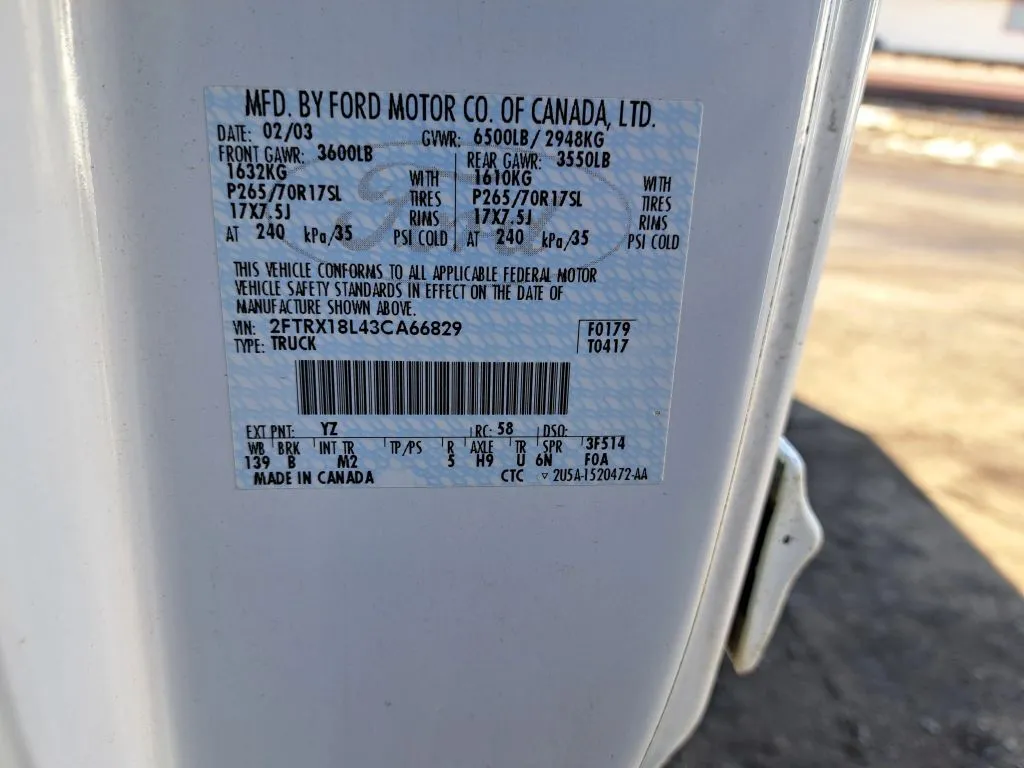 MFD. BY FORD MOTOR CO. OF CANADA, LTD.
DATE: 02/03 GVWR: 6500LB/ 2948KG
FRONT GAWR: 3600LB REAR GAWR: 3550LB
1632KG WITH 1610KG WITH
P265/70R17SL TIRES P265/70R17SL TIRES
17X7.5J RIMS 17X7.5J RIMS
AT 240 kPa/35 PSI COLD AT 240 kPa/35 PSI COLD
THIS VEHICLE CONFORMS TO ALL APPLICABLE FEDERAL MOTOR
VEHICLE SAFETY STANDARDS IN EFFECT ON THE DATE OF
MANUFACTURE SHOWN ABOVE.
VIN: 2FTRX18L43CA66829 F0179
TYPE: TRUCK T0417
EXT PNT: YZ RC: 58 DSO:
WB BRK INT TR TP/PS R AXLE TR SPR 3F514
139 B M2 5 H9 U 6N F0A
MADE IN CANADA CTC ▽ 2U5A-1520472-AA